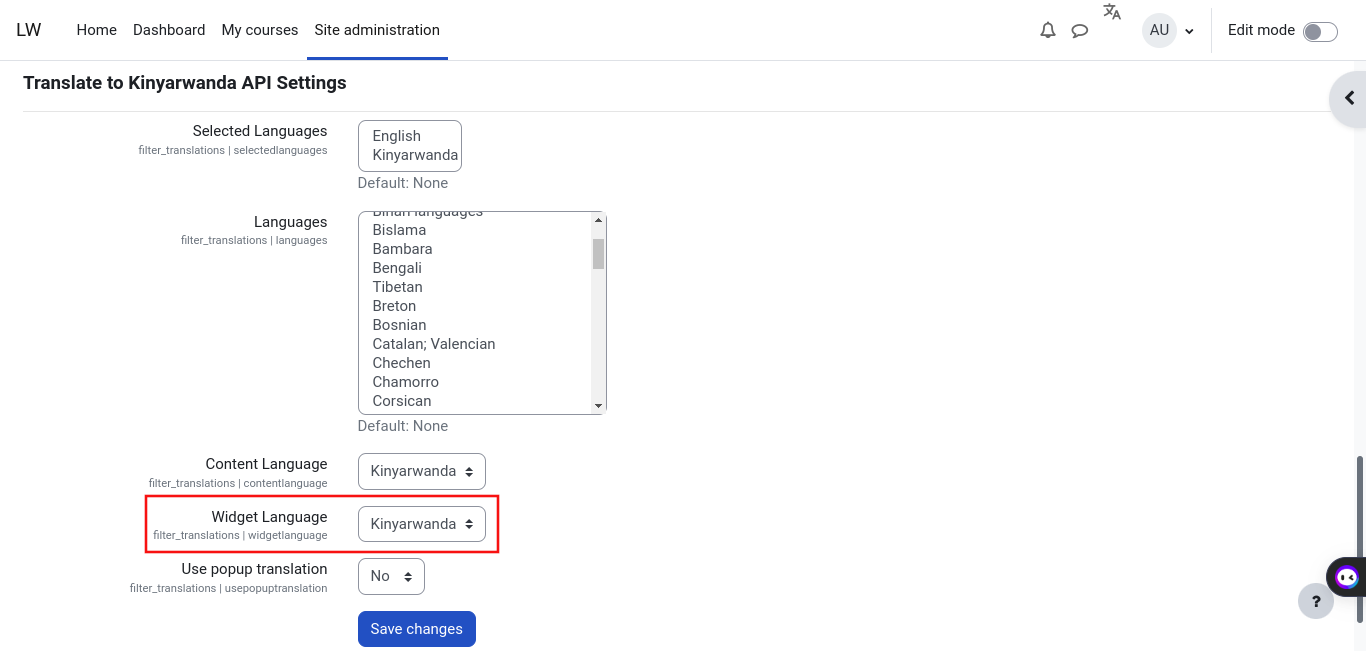 LW Home Dashboard My courses Site administration AU Edit mode
Translate to Kinyarwanda API Settings
Selected Languages
filter_translations | selectedlanguages
English
Kinyarwanda
Default: None
Languages
filter_translations | languages
Bihari languages
Bislama
Bambara
Bengali
Tibetan
Breton
Bosnian
Catalan; Valencian
Chechen
Chamorro
Corsican
Default: None
Content Language
filter_translations | contentlanguage
Kinyarwanda
Widget Language
filter_translations | widgetlanguage
Kinyarwanda
Use popup translation
filter_translations | usepopuptranslation
No
Save changes
?